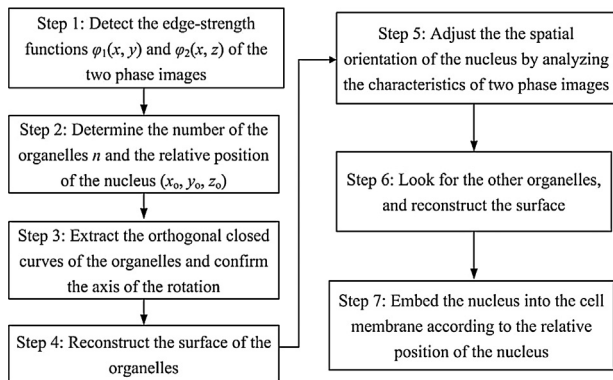 Step 1: Detect the edge-strength
functions φ₁(x, y) and φ₂(x, z) of the
two phase images
Step 2: Determine the number of the
organelles n and the relative position
of the nucleus (xₒ, yₒ, zₒ)
Step 3: Extract the orthogonal closed
curves of the organelles and confirm
the axis of the rotation
Step 4: Reconstruct the surface of the
organelles
Step 5: Adjust the the spatial
orientation of the nucleus by analyzing
the characteristics of two phase images
Step 6: Look for the other organelles,
and reconstruct the surface
Step 7: Embed the nucleus into the cell
membrane according to the relative
position of the nucleus